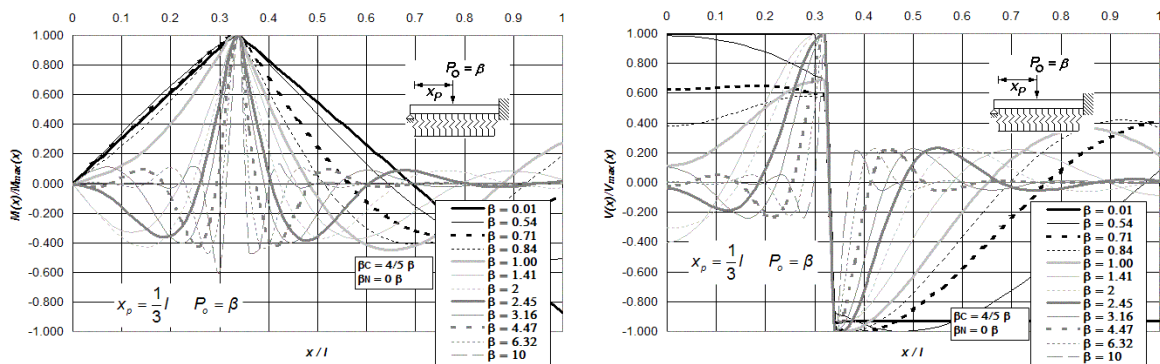 0 0.1 0.2 0.3 0.4 0.5 0.6 0.7 0.8 0.9 1
1.000
0.800
0.600
0.400
0.200
0.000
-0.200
-0.400
-0.600
-0.800
-1.000
M(x)/Mmax(x)
x / l
Po = β
xp
xp = 1/3 l Po = β
βC = 4/5 β
βN = 0 β
β = 0.01
β = 0.54
β = 0.71
β = 0.84
β = 1.00
β = 1.41
β = 2
β = 2.45
β = 3.16
β = 4.47
β = 6.32
β = 10
0 0.1 0.2 0.3 0.4 0.5 0.6 0.7 0.8 0.9 1
1.000
0.800
0.600
0.400
0.200
0.000
-0.200
-0.400
-0.600
-0.800
-1.000
V(x)/Vmax(x)
x / l
Po = β
xp
xp = 1/3 l Po = β
βC = 4/5 β
βN = 0 β
β = 0.01
β = 0.54
β = 0.71
β = 0.84
β = 1.00
β = 1.41
β = 2
β = 2.45
β = 3.16
β = 4.47
β = 6.32
β = 10